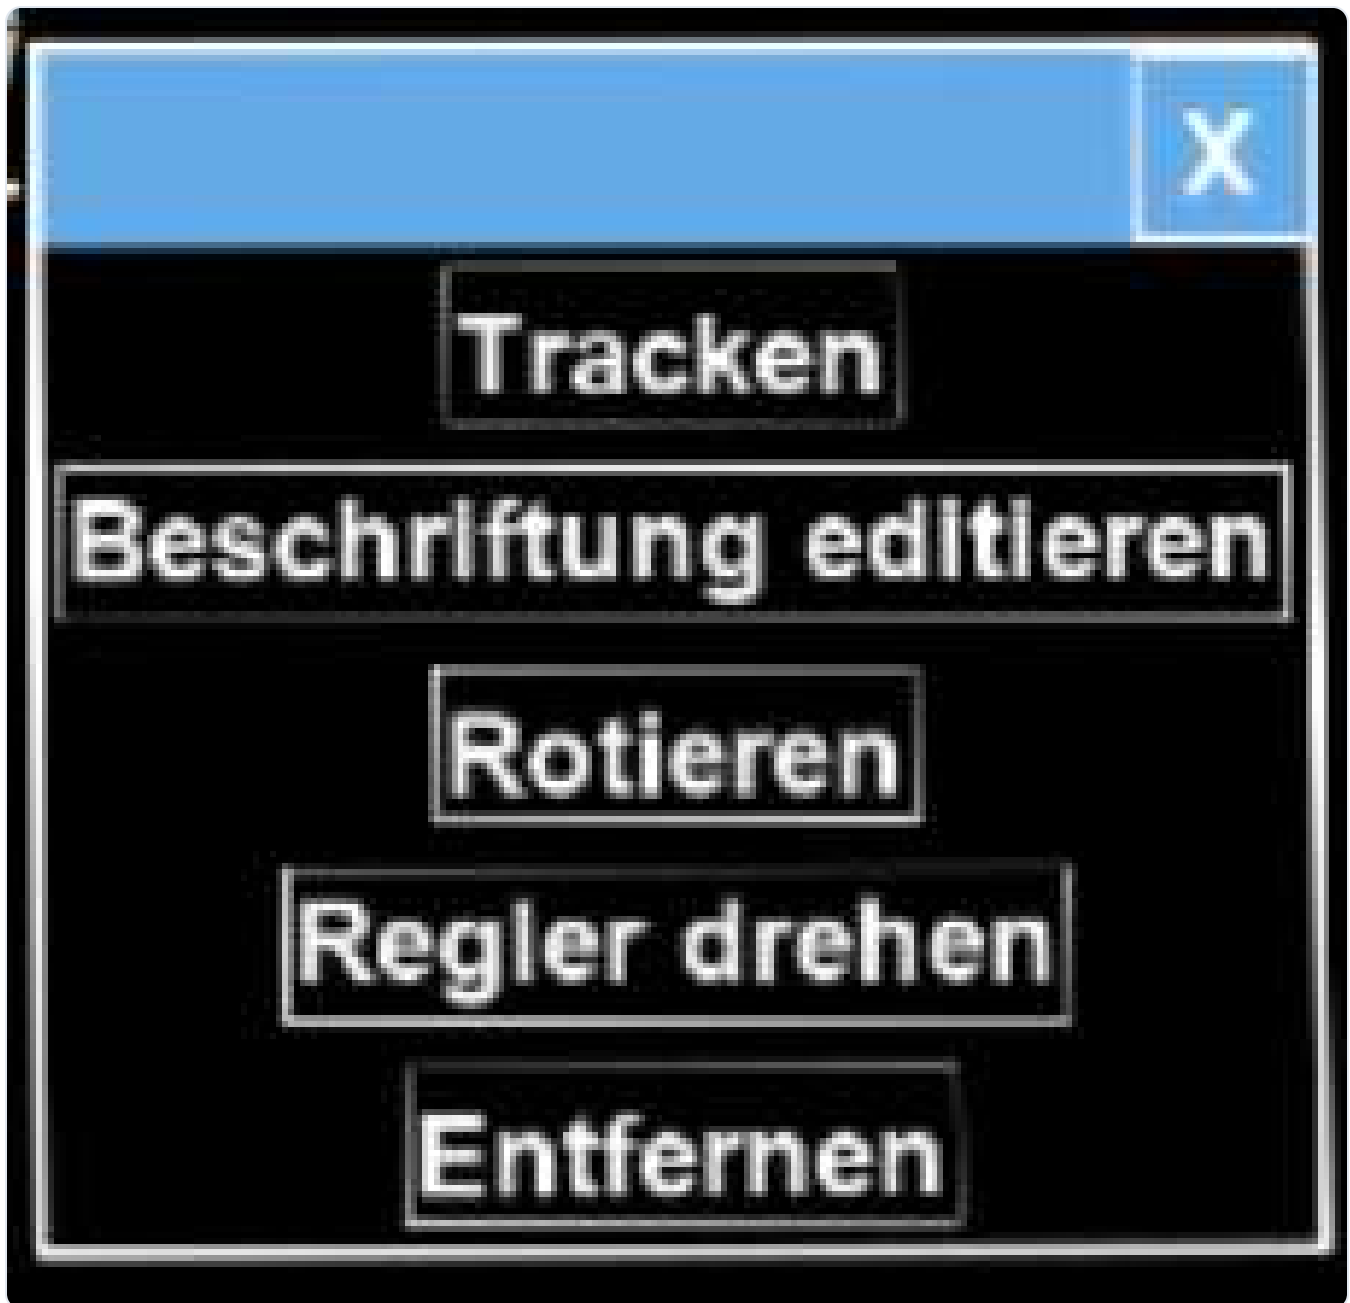 X
Tracken
Beschriftung editieren
Rotieren
Regler drehen
Entfernen